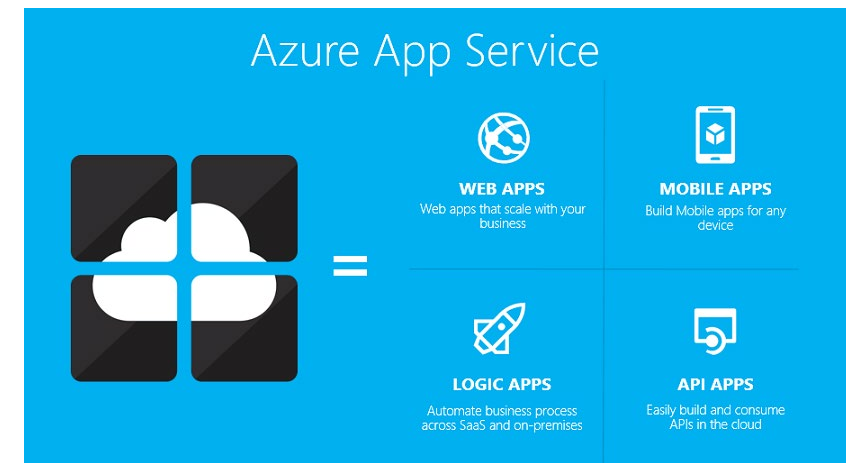 Azure App Service
WEB APPS
Web apps that scale with your
business
MOBILE APPS
Build Mobile apps for any
device
=
LOGIC APPS
Automate business process
across SaaS and on-premises
API APPS
Easily build and consume
APIs in the cloud